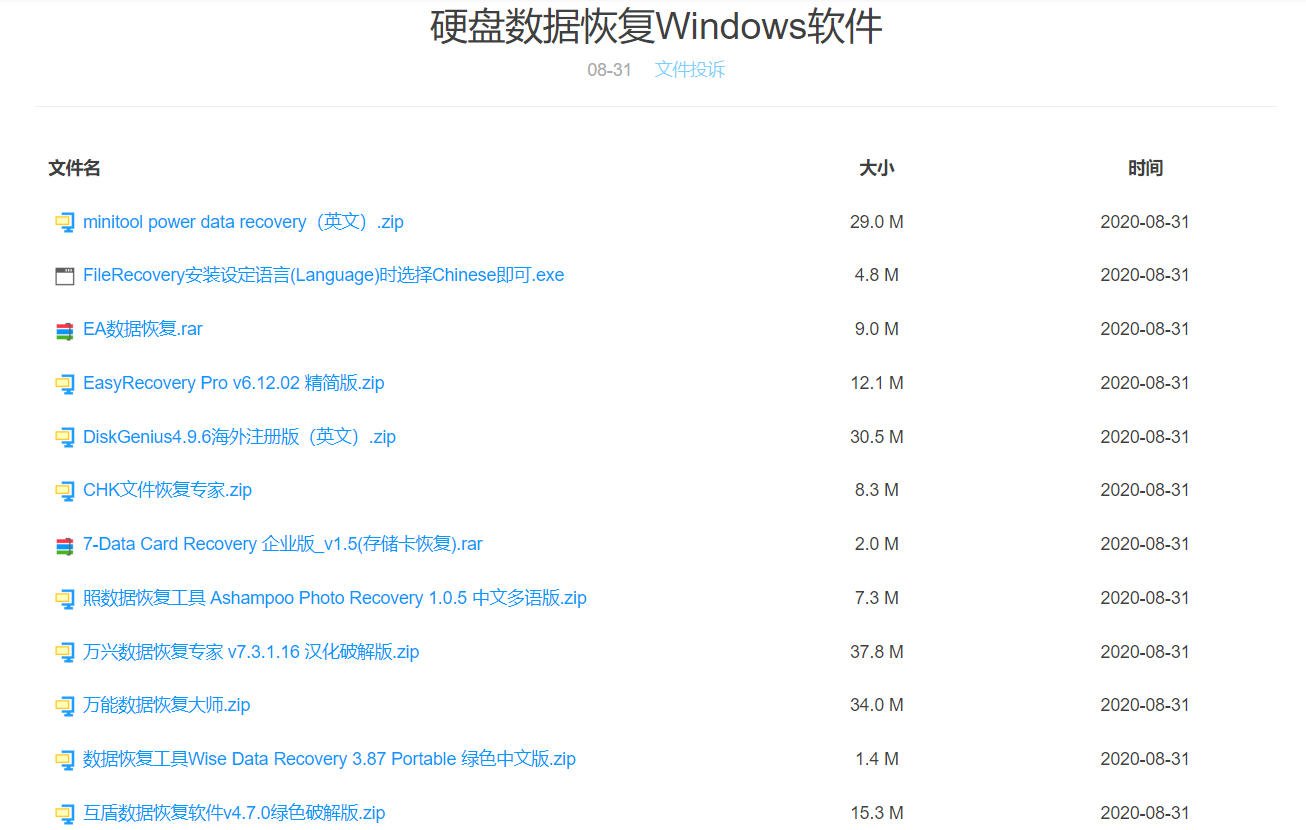 硬盘数据恢复Windows软件
08-31 文件投诉
文件名 大小 时间
minitool power data recovery（英文）.zip 29.0 M 2020-08-31
FileRecovery安装设定语言(Language)时选择Chinese即可.exe 4.8 M 2020-08-31
EA数据恢复.rar 9.0 M 2020-08-31
EasyRecovery Pro v6.12.02 精简版.zip 12.1 M 2020-08-31
DiskGenius4.9.6海外注册版（英文）.zip 30.5 M 2020-08-31
CHK文件恢复专家.zip 8.3 M 2020-08-31
7-Data Card Recovery 企业版_v1.5(存储卡恢复).rar 2.0 M 2020-08-31
照数据恢复工具 Ashampoo Photo Recovery 1.0.5 中文多语版.zip 7.3 M 2020-08-31
万兴数据恢复专家 v7.3.1.16 汉化破解版.zip 37.8 M 2020-08-31
万能数据恢复大师.zip 34.0 M 2020-08-31
数据恢复工具Wise Data Recovery 3.87 Portable 绿色中文版.zip 1.4 M 2020-08-31
互盾数据恢复软件v4.7.0绿色破解版.zip 15.3 M 2020-08-31